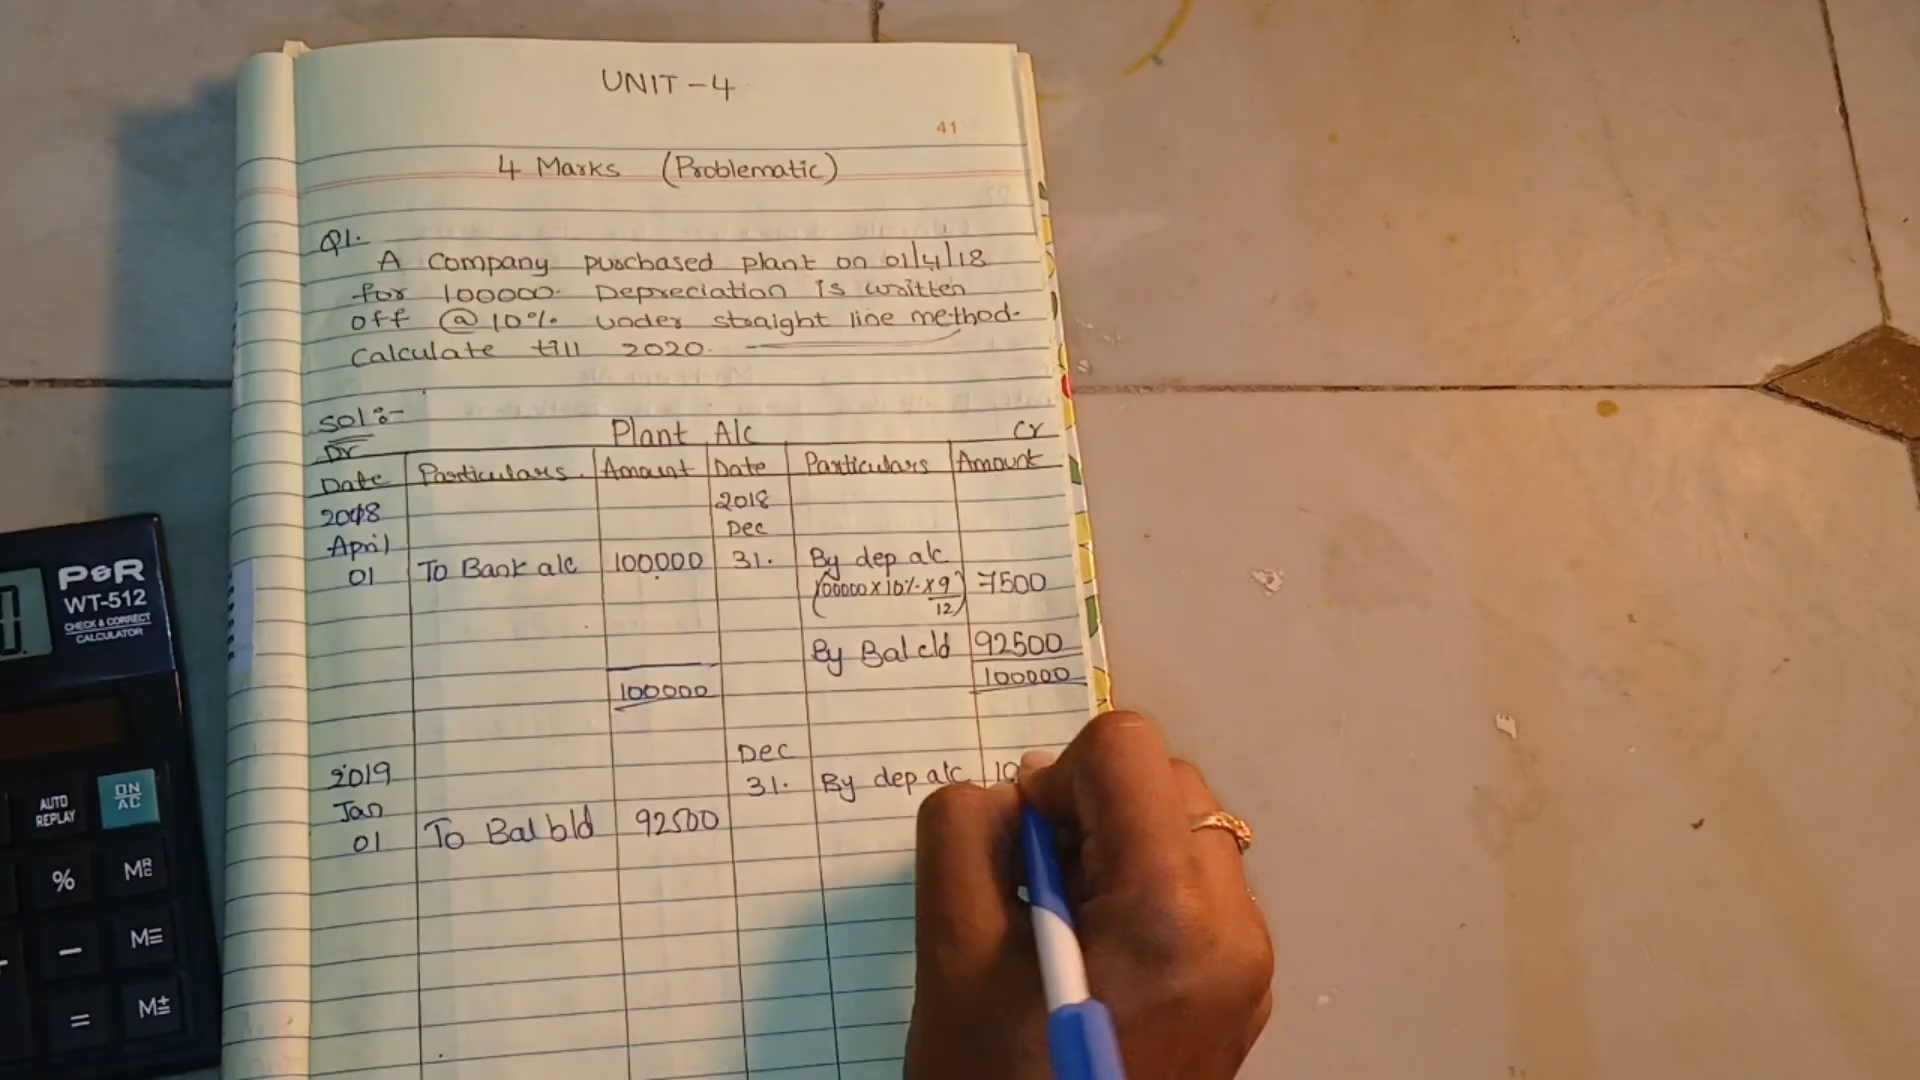 UNIT - 4
41
4 Marks (Problematic)
Q1.
A Company purchased plant on 01/4/18
for 100000. Depreciation is written
off @ 10% under straight line method.
Calculate till 2020.
Sol:-
Plant A/c
Dr Cr
Date Particulars Amount Date Particulars Amount
2018 2018
April Dec
01 To Bank a/c 100000 31. By dep a/c
(100000 x 10% x 9/12) 7500
By Bal c/d 92500
100000 100000
2019 Dec
Jan 31. By dep a/c 10
01 To Bal b/d 92500
P&R
WT-512
CHECK & CORRECT
CALCULATOR
AUTO REPLAY
ON AC
%
−
M=
=
M±